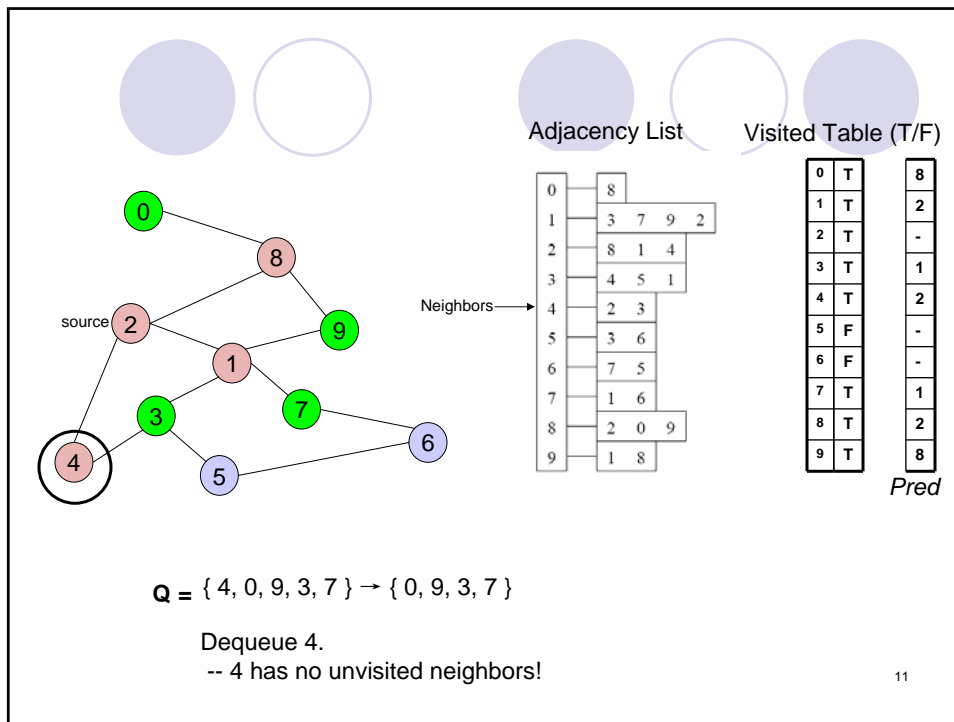 Adjacency List
Visited Table (T/F)
0
8
source 2
9
1
3
7
6
4
5
Neighbors
0 8
1 3 7 9 2
2 8 1 4
3 4 5 1
4 2 3
5 3 6
6 7 5
7 1 6
8 2 0 9
9 1 8
0 T 8
1 T 2
2 T -
3 T 1
4 T 2
5 F -
6 F -
7 T 1
8 T 2
9 T 8
Pred
Q = { 4, 0, 9, 3, 7 } → { 0, 9, 3, 7 }
Dequeue 4.
-- 4 has no unvisited neighbors!
11